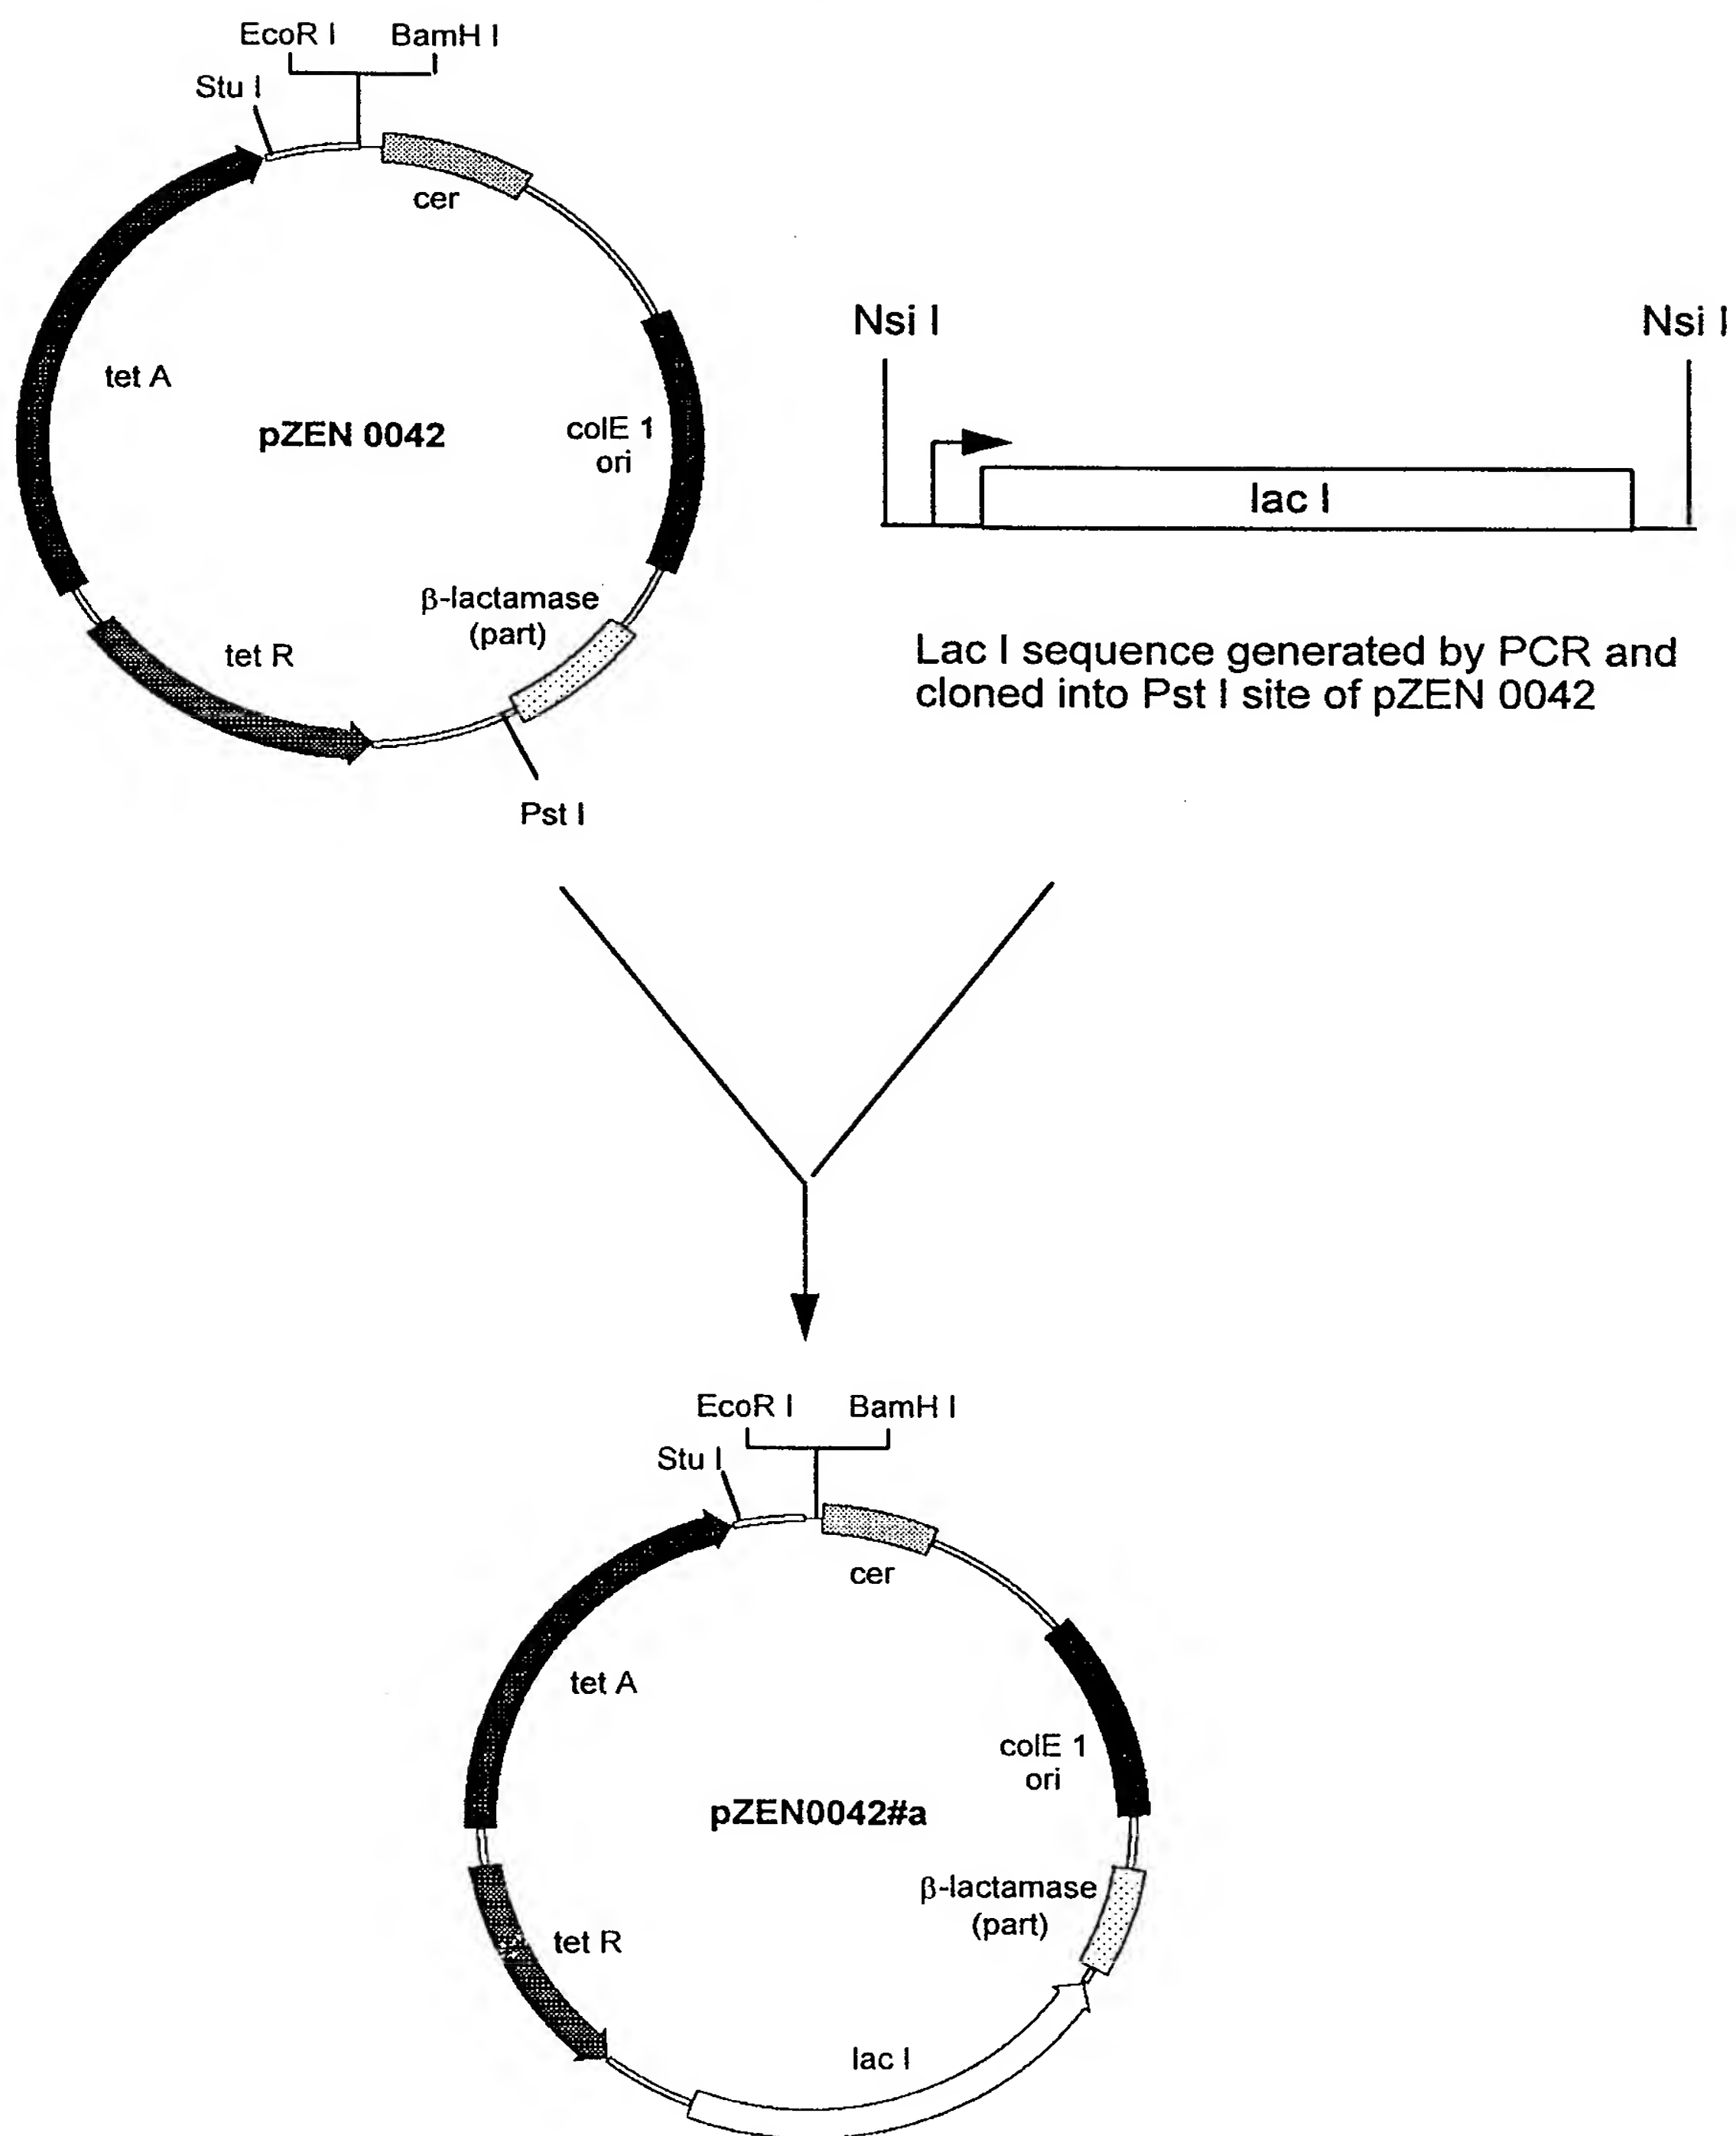 EcoR I BamH I
Stu I
cer
tet A
pZEN 0042
colE 1
ori
β-lactamase
(part)
tet R
Pst I
Nsi I Nsi I
lac I
Lac I sequence generated by PCR and
cloned into Pst I site of pZEN 0042
EcoR I BamH I
Stu I
cer
tet A
colE 1
ori
pZEN0042#a
β-lactamase
(part)
tet R
lac I